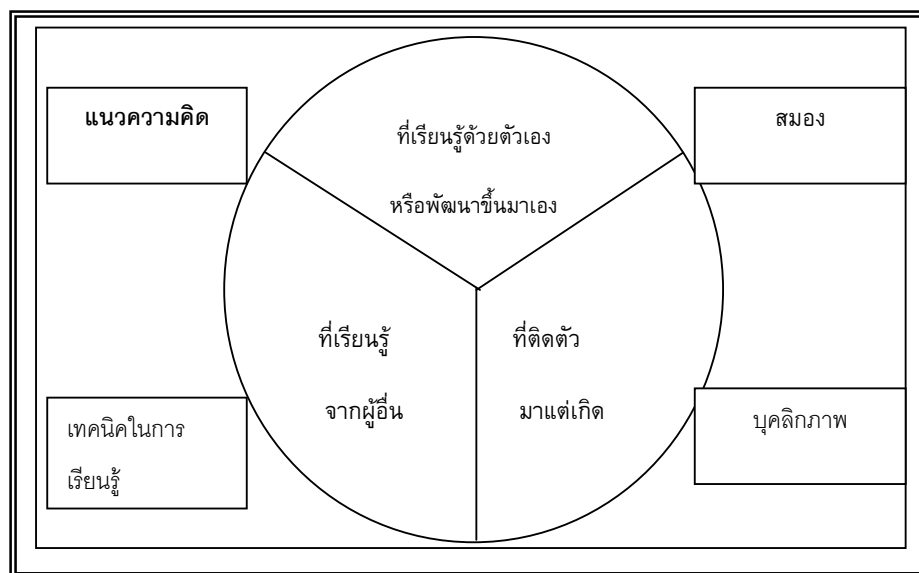 แนวความคิด
สมอง
ที่เรียนรู้ด้วยตัวเอง
หรือพัฒนาขึ้นมาเอง
ที่เรียนรู้
จากผู้อื่น
ที่ติดตัว
มาแต่เกิด
เทคนิคในการ
เรียนรู้
บุคลิกภาพ